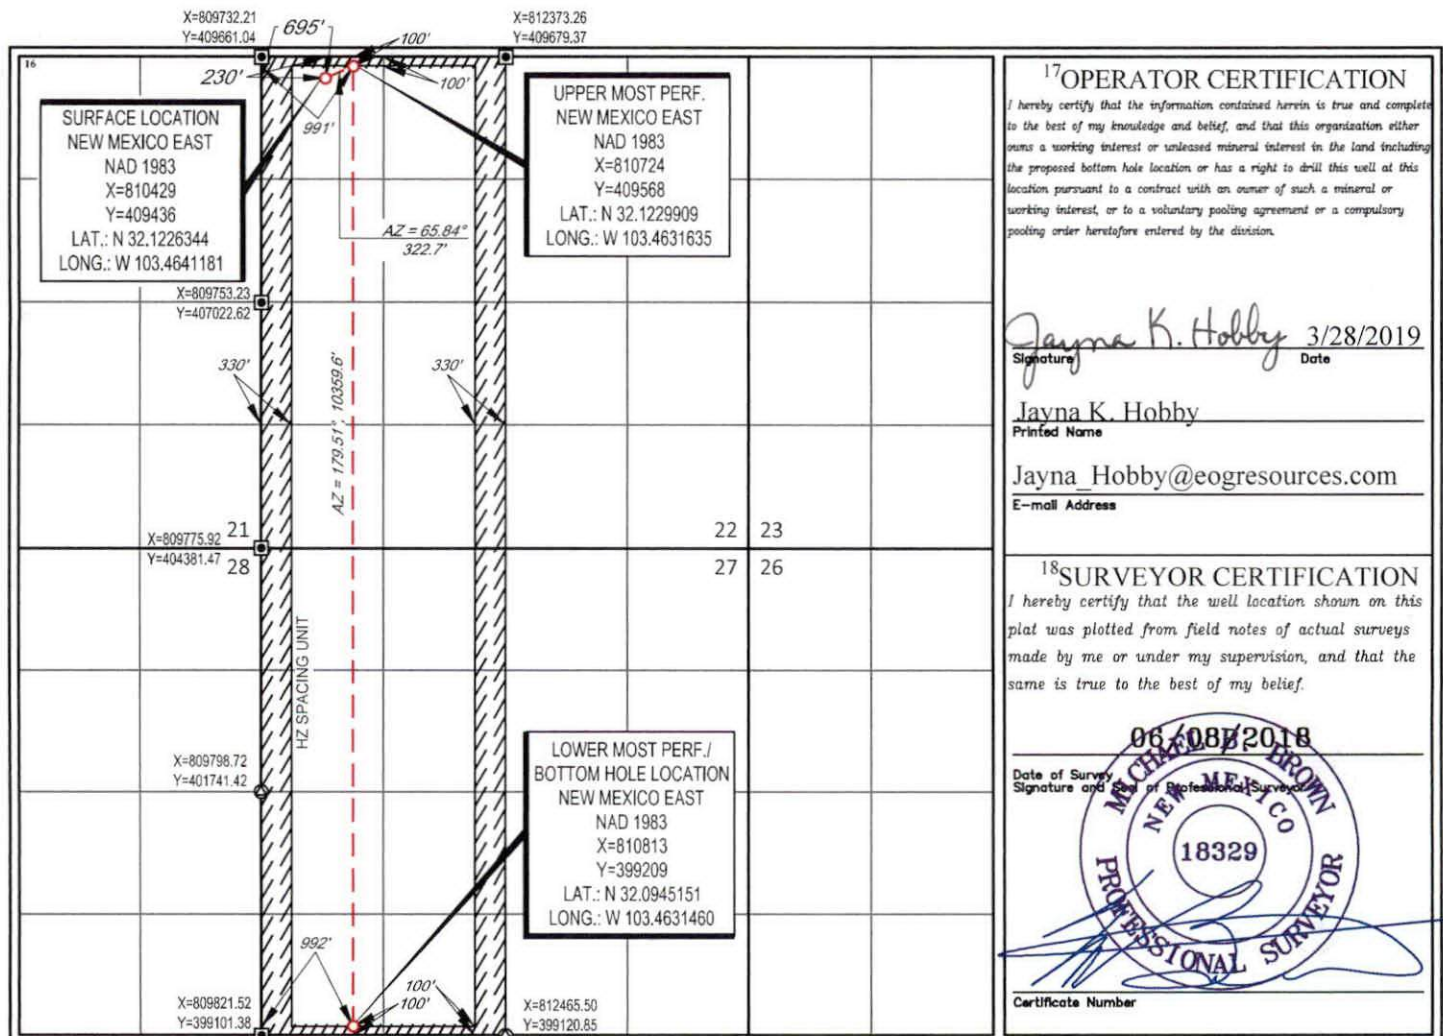 X=809732.21
Y=409661.04
695'
100'
X=812373.26
Y=409679.37
16
230'
991'
100'
SURFACE LOCATION
NEW MEXICO EAST
NAD 1983
X=810429
Y=409436
LAT.: N 32.1226344
LONG.: W 103.4641181
UPPER MOST PERF.
NEW MEXICO EAST
NAD 1983
X=810724
Y=409568
LAT.: N 32.1229909
LONG.: W 103.4631635
AZ = 65.84°
322.7'
X=809753.23
Y=407022.62
330'
330'
AZ = 179.51°, 10359.6'
X=809775.92
Y=404381.47
21
28
22
23
27
26
HZ SPACING UNIT
X=809798.72
Y=401741.42
LOWER MOST PERF./
BOTTOM HOLE LOCATION
NEW MEXICO EAST
NAD 1983
X=810813
Y=399209
LAT.: N 32.0945151
LONG.: W 103.4631460
992'
100'
100'
X=809821.52
Y=399101.38
X=812465.50
Y=399120.85
17OPERATOR CERTIFICATION
I hereby certify that the information contained herein is true and complete
to the best of my knowledge and belief, and that this organization either
owns a working interest or unleased mineral interest in the land including
the proposed bottom hole location or has a right to drill this well at this
location pursuant to a contract with an owner of such a mineral or
working interest, or to a voluntary pooling agreement or a compulsory
pooling order heretofore entered by the division.
Jayna K. Hobby 3/28/2019
Signature Date
Jayna K. Hobby
Printed Name
Jayna_Hobby@eogresources.com
E-mail Address
18SURVEYOR CERTIFICATION
I hereby certify that the well location shown on this
plat was plotted from field notes of actual surveys
made by me or under my supervision, and that the
same is true to the best of my belief.
06/08/2018
Date of Survey
Signature and Seal of Professional Surveyor
MICHAEL B. BROWN
NEW MEXICO
18329
PROFESSIONAL SURVEYOR
Certificate Number